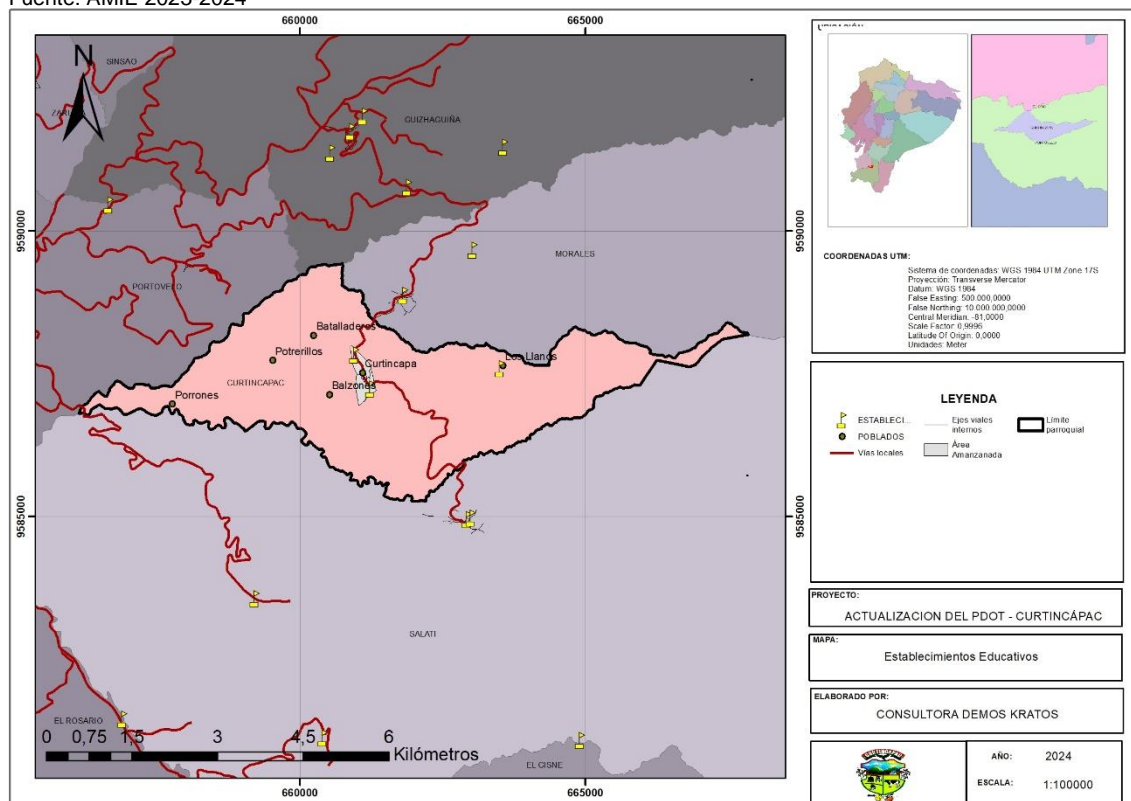 Fuente: AMIE 2023-2024
660000
665000
N
SINSAO
GUIZHAGUIÑA
9590000
9590000
MORALES
PORTOVELO
Batalladeros
Potrerillos
Curtincapa
Los Llanos
CURTINCAPAC
Balzones
Porrones
9585000
9585000
SALATI
EL ROSARIO
EL CISNE
0 0,75 1,5 3 4,5 6
Kilómetros
660000
665000
COORDENADAS UTM:
Sistema de coordenadas: WGS 1984 UTM Zone 17S
Proyección: Transverse Mercator
Datum: WGS 1984
False Easting: 500.000,0000
False Northing: 10.000.000,0000
Central Meridian: -81,0000
Scale Factor: 0,9996
Latitude Of Origin: 0,0000
Unidades: Meter
LEYENDA
ESTABLECI...
POBLADOS
Vías locales
Ejes viales
internos
Área
Amanzanada
Límite
parroquial
PROYECTO:
ACTUALIZACION DEL PDOT - CURTINCÁPAC
MAPA:
Establecimientos Educativos
ELABORADO POR:
CONSULTORA DEMOS KRATOS
AÑO: 2024
ESCALA: 1:100000